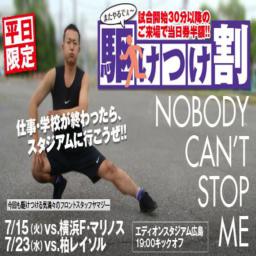 平日
限定
またやるでぇ～
試合開始30分以降の
ご来場で当日券半額!!
駆けつけ割
仕事・学校が終わったら、
スタジアムに行こうぜ!!
NOBODY
CAN'T
STOP
ME
今回も駆けつける気満々のフロントスタッフヤマジー
7/15(火)vs.横浜F・マリノス
7/23(水)vs.柏レイソル
エディオンスタジアム広島
19:00キックオフ